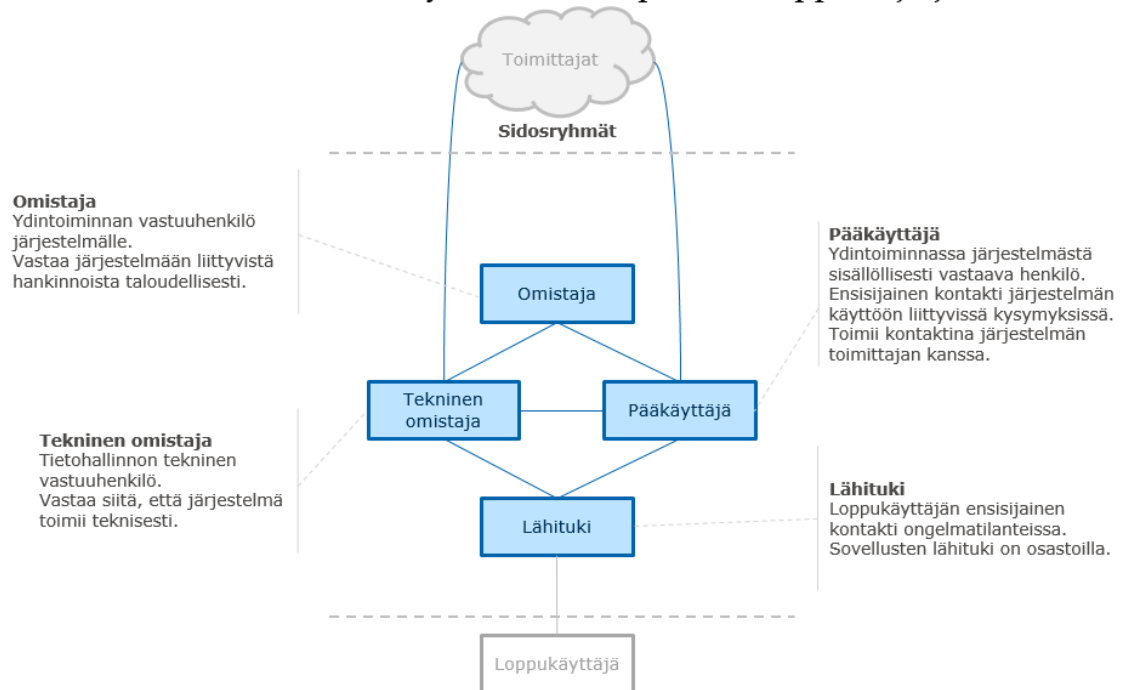 Toimittajat
Sidosryhmät
Omistaja
Ydintoiminnan vastuuhenkilö
järjestelmälle.
Vastaa järjestelmään liittyvistä
hankinnoista taloudellisesti.
Omistaja
Pääkäyttäjä
Ydintoiminnassa järjestelmästä
sisällöllisesti vastaava henkilö.
Ensisijainen kontakti järjestelmän
käyttöön liittyvissä kysymyksissä.
Toimii kontaktina järjestelmän
toimittajan kanssa.
Tekninen
omistaja
Pääkäyttäjä
Tekninen omistaja
Tietohallinnon tekninen
vastuuhenkilö.
Vastaa siitä, että järjestelmä
toimii teknisesti.
Lähituki
Lähituki
Loppukäyttäjän ensisijainen
kontakti ongelmatilanteissa.
Sovellusten lähituki on osastoilla.
Loppukäyttäjä